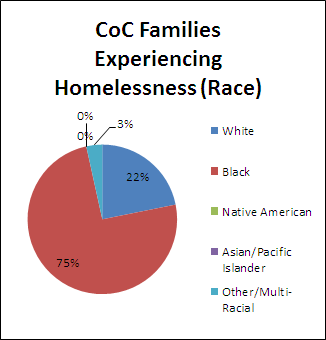 CoC Families
Experiencing
Homelessness (Race)
0%
0%
3%
22%
75%
White
Black
Native American
Asian/Pacific
Islander
Other/Multi-
Racial